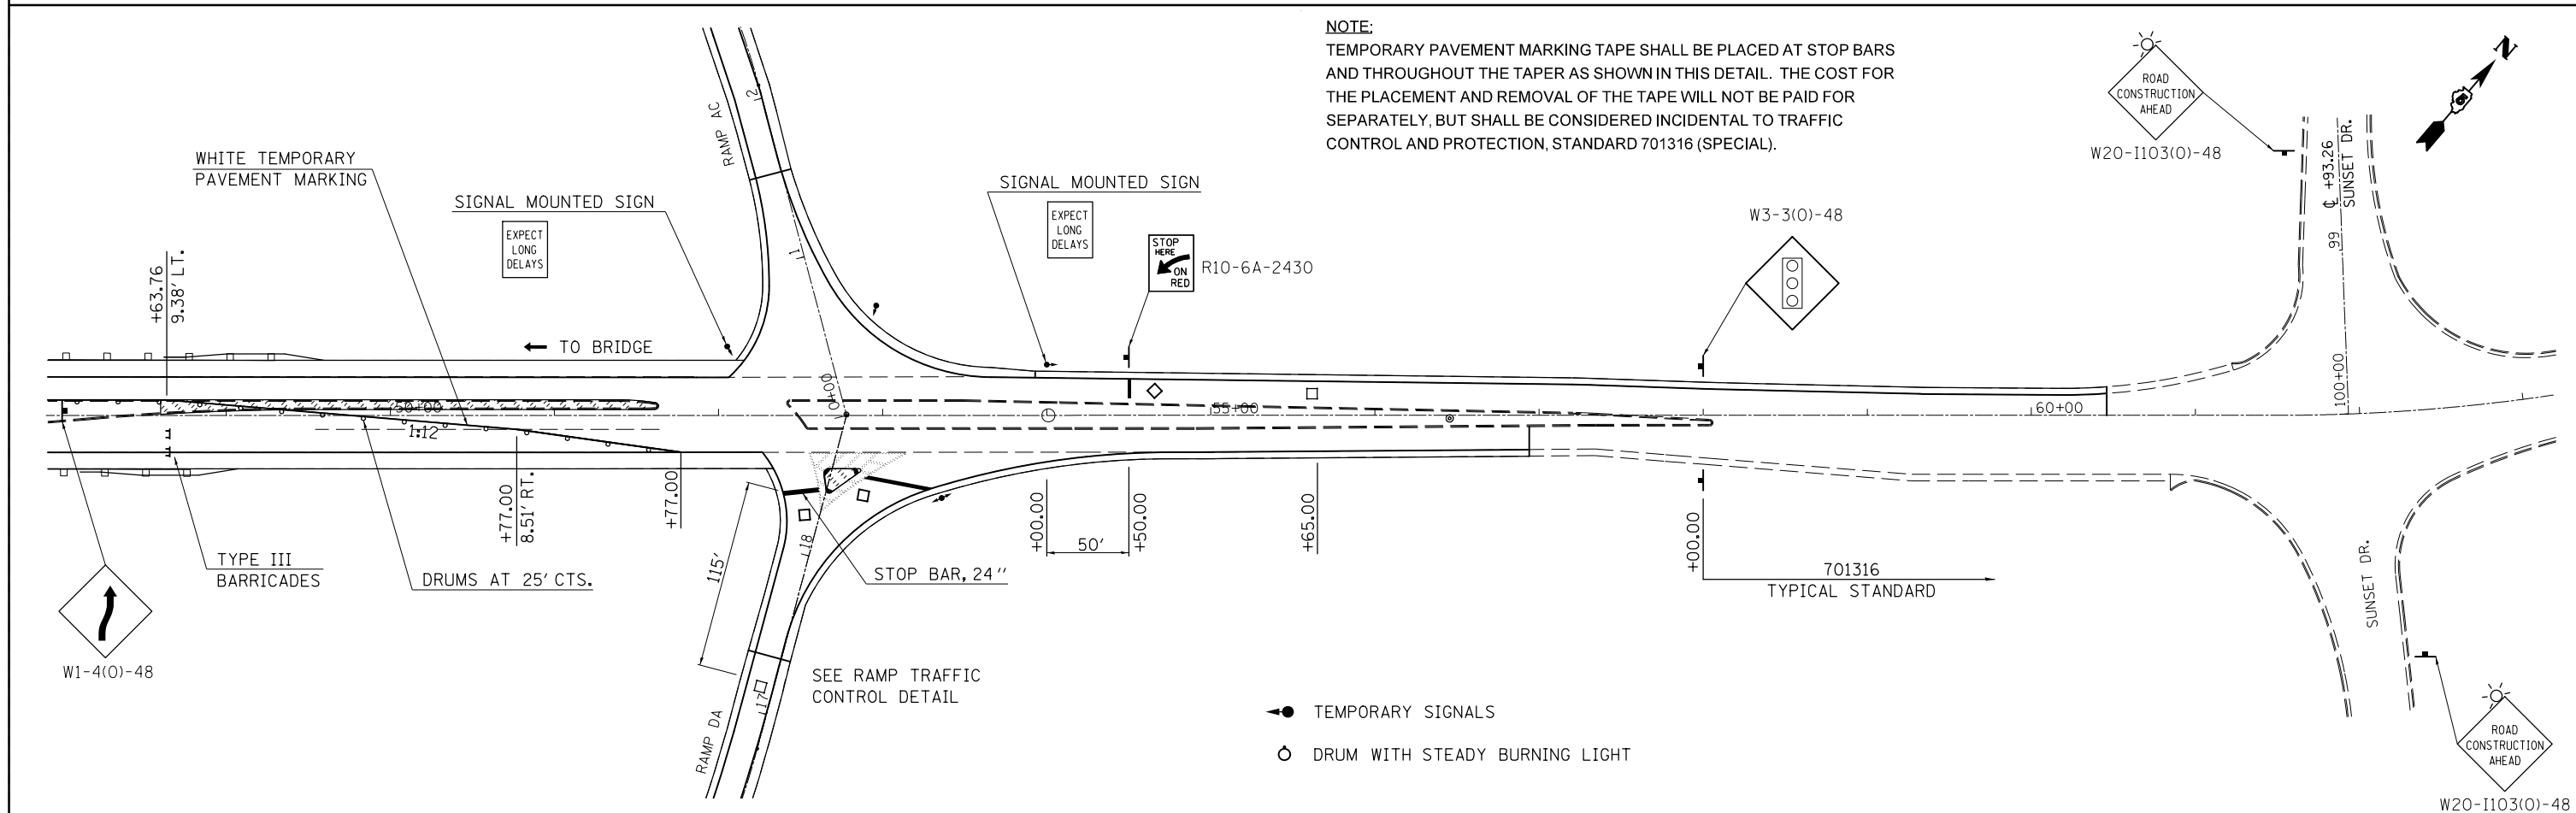 NOTE:
TEMPORARY PAVEMENT MARKING TAPE SHALL BE PLACED AT STOP BARS
AND THROUGHOUT THE TAPER AS SHOWN IN THIS DETAIL. THE COST FOR
THE PLACEMENT AND REMOVAL OF THE TAPE WILL NOT BE PAID FOR
SEPARATELY, BUT SHALL BE CONSIDERED INCIDENTAL TO TRAFFIC
CONTROL AND PROTECTION, STANDARD 701316 (SPECIAL).
ROAD
CONSTRUCTION
AHEAD
W20-I103(O)-48
N
℄ +93.26
SUNSET DR.
99
100+00
RAMP AC
L2
L1
WHITE TEMPORARY
PAVEMENT MARKING
SIGNAL MOUNTED SIGN
EXPECT
LONG
DELAYS
SIGNAL MOUNTED SIGN
EXPECT
LONG
DELAYS
STOP
HERE
ON
RED
R10-6A-2430
W3-3(O)-48
+63.76
9.38' LT.
TO BRIDGE
50+00
1:12
0+00
55+00
60+00
+77.00
8.51' RT.
+77.00
+00.00
50'
+50.00
+65.00
+00.00
701316
TYPICAL STANDARD
TYPE III
BARRICADES
DRUMS AT 25' CTS.
115'
L18
STOP BAR, 24"
W1-4(O)-48
SEE RAMP TRAFFIC
CONTROL DETAIL
L17
RAMP DA
TEMPORARY SIGNALS
DRUM WITH STEADY BURNING LIGHT
SUNSET DR.
ROAD
CONSTRUCTION
AHEAD
W20-I103(O)-48